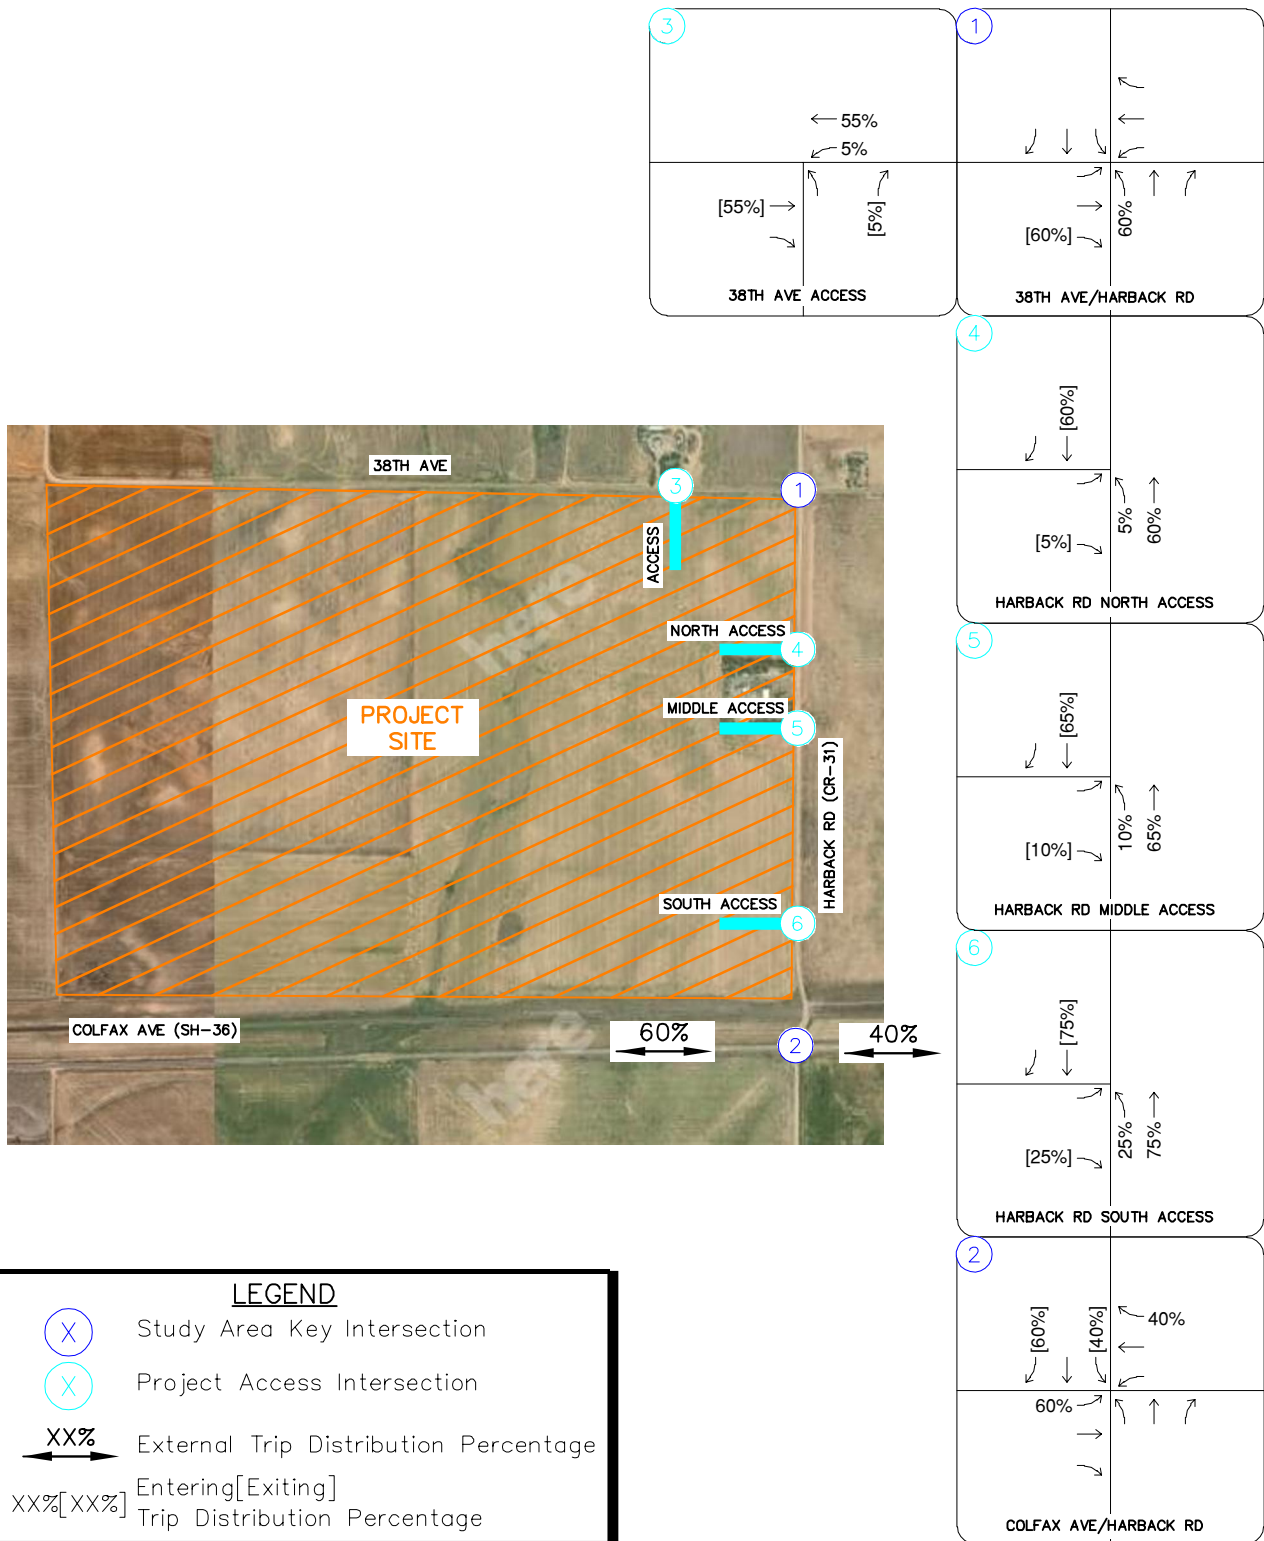 3
55%
5%
[55%]
[5%]
38TH AVE ACCESS
1
[60%]
60%
38TH AVE/HARBACK RD
4
[60%]
[5%]
5%
60%
HARBACK RD NORTH ACCESS
5
[65%]
[10%]
10%
65%
HARBACK RD MIDDLE ACCESS
6
[75%]
[25%]
25%
75%
HARBACK RD SOUTH ACCESS
2
[60%]
[40%]
40%
60%
COLFAX AVE/HARBACK RD
38TH AVE
3
1
ACCESS
NORTH ACCESS
4
PROJECT
SITE
MIDDLE ACCESS
5
HARBACK RD (CR-31)
SOUTH ACCESS
6
COLFAX AVE (SH-36)
60%
2
40%
LEGEND
X Study Area Key Intersection
X Project Access Intersection
XX% External Trip Distribution Percentage
XX%[XX%] Entering[Exiting]
Trip Distribution Percentage